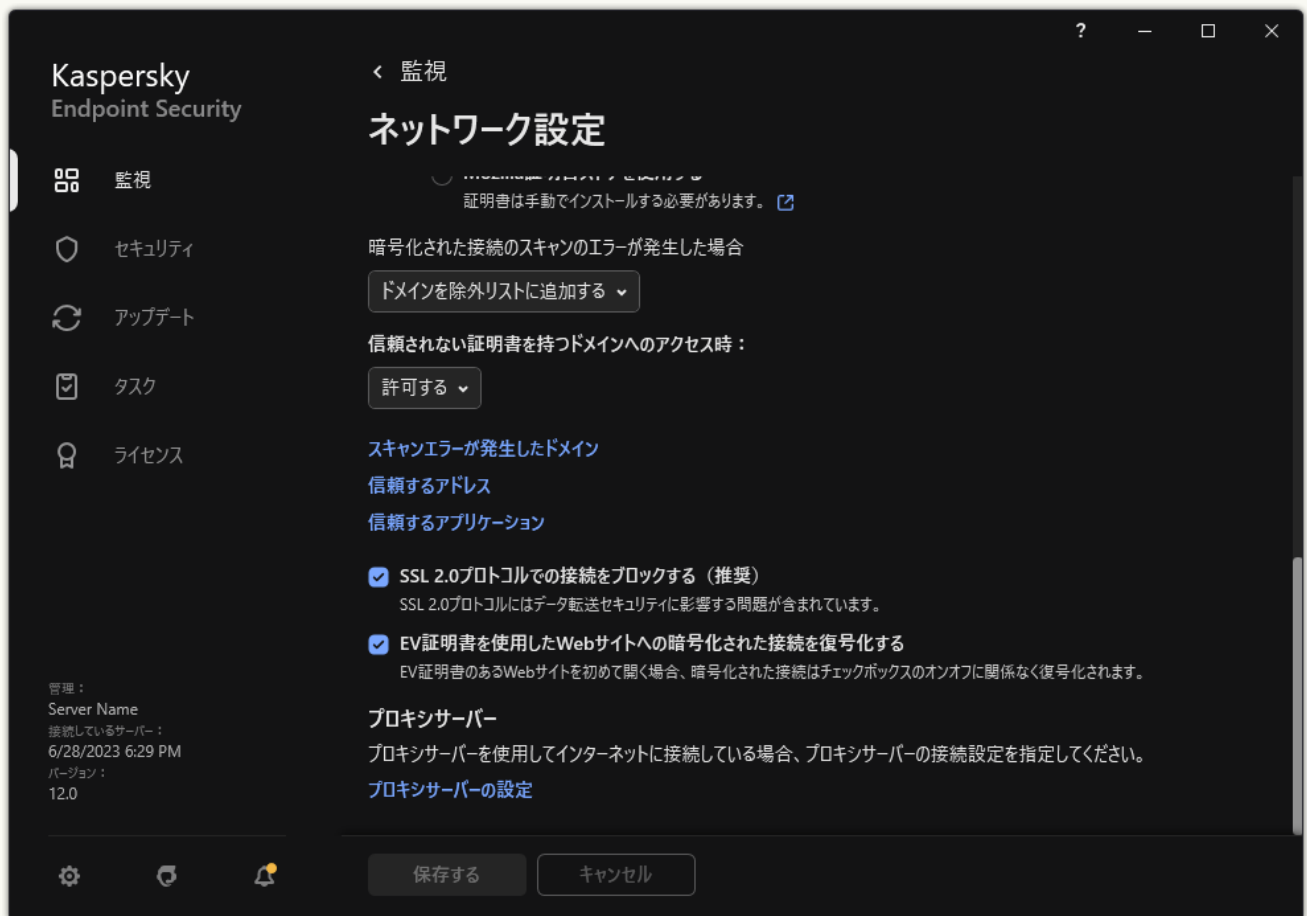 ?
Kaspersky
Endpoint Security
監視
セキュリティ
アップデート
タスク
ライセンス
管理：
Server Name
接続しているサーバー：
6/28/2023 6:29 PM
バージョン：
12.0
監視
ネットワーク設定
証明書は手動でインストールする必要があります。
暗号化された接続のスキャンのエラーが発生した場合
ドメインを除外リストに追加する
信頼されない証明書を持つドメインへのアクセス時：
許可する
スキャンエラーが発生したドメイン
信頼するアドレス
信頼するアプリケーション
SSL 2.0プロトコルでの接続をブロックする（推奨）
SSL 2.0プロトコルにはデータ転送セキュリティに影響する問題が含まれています。
EV証明書を使用したWebサイトへの暗号化された接続を復号化する
EV証明書のあるWebサイトを初めて開く場合、暗号化された接続はチェックボックスのオンオフに関係なく復号化されます。
プロキシサーバー
プロキシサーバーを使用してインターネットに接続している場合、プロキシサーバーの接続設定を指定してください。
プロキシサーバーの設定
保存する
キャンセル